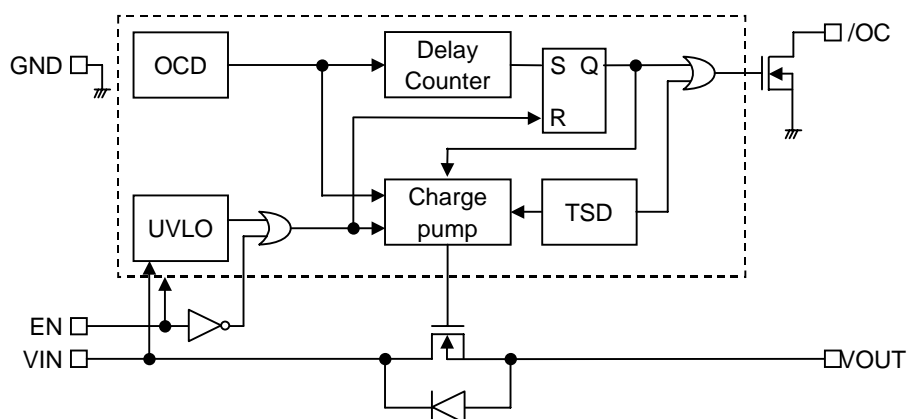 GND
OCD
Delay
Counter
S Q
R
/OC
UVLO
Charge
pump
TSD
EN
VIN
VOUT